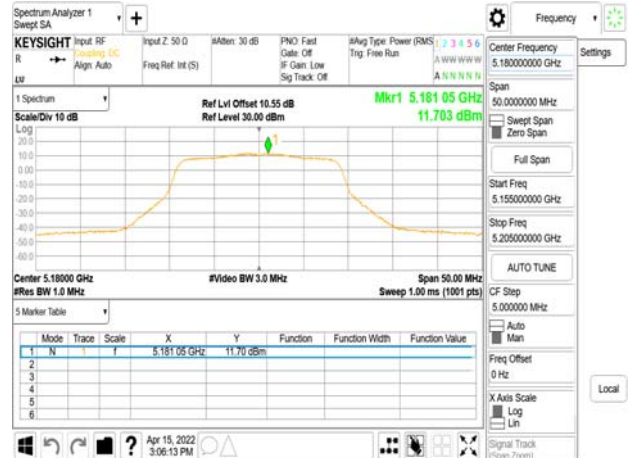 Spectrum Analyzer 1
Swept SA
Frequency
KEYSIGHT
Input: RF
Coupling: DC
Align: Auto
Input Z: 50 Ω
Freq Ref: Int (S)
#Atten: 30 dB
PNO: Fast
Gate: Off
IF Gain: Low
Sig Track: Off
#Avg Type: Power (RMS
Trig: Free Run
1 2 3 4 5 6
A W W W W W
A N N N N N
R
LU
Center Frequency
5.180000000 GHz
Settings
Span
50.0000000 MHz
Swept Span
Zero Span
Full Span
Start Freq
5.155000000 GHz
Stop Freq
5.205000000 GHz
AUTO TUNE
CF Step
5.000000 MHz
Auto
Man
Freq Offset
0 Hz
X Axis Scale
Log
Lin
Signal Track
(Span Zoom)
Local
1 Spectrum
Scale/Div 10 dB
Ref Lvl Offset 10.55 dB
Ref Level 30.00 dBm
Mkr1 5.181 05 GHz
11.703 dBm
Log
20.0
10.0
0.00
-10.0
-20.0
-30.0
-40.0
-50.0
-60.0
1
Center 5.18000 GHz
#Res BW 1.0 MHz
#Video BW 3.0 MHz
Span 50.00 MHz
Sweep 1.00 ms (1001 pts)
5 Marker Table
Mode Trace Scale X Y Function Function Width Function Value
1 N 1 f 5.181 05 GHz 11.70 dBm
2
3
4
5
6
?
Apr 15, 2022
3:06:13 PM